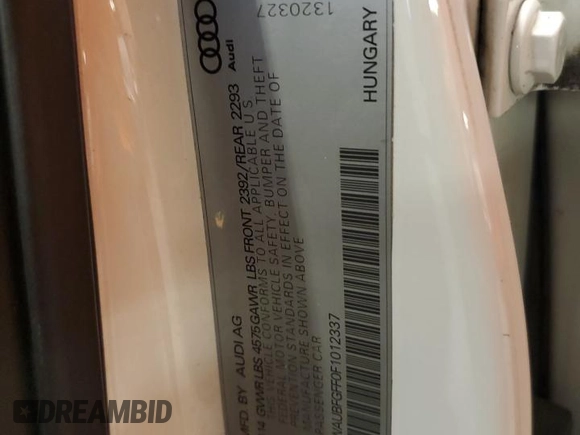 MFD. BY AUDI AG
14 GVWR LBS 4575 GAWR LBS FRONT 2392/REAR 2293
THIS VEHICLE CONFORMS TO ALL APPLICABLE U S
FEDERAL MOTOR VEHICLE SAFETY, BUMPER AND THEFT
PREVENTION STANDARDS IN EFFECT ON THE DATE OF
MANUFACTURE SHOWN ABOVE
PASSENGER CAR
WAUBFGFF0F1012337
HUNGARY
Audi
1320327
DREAMBID